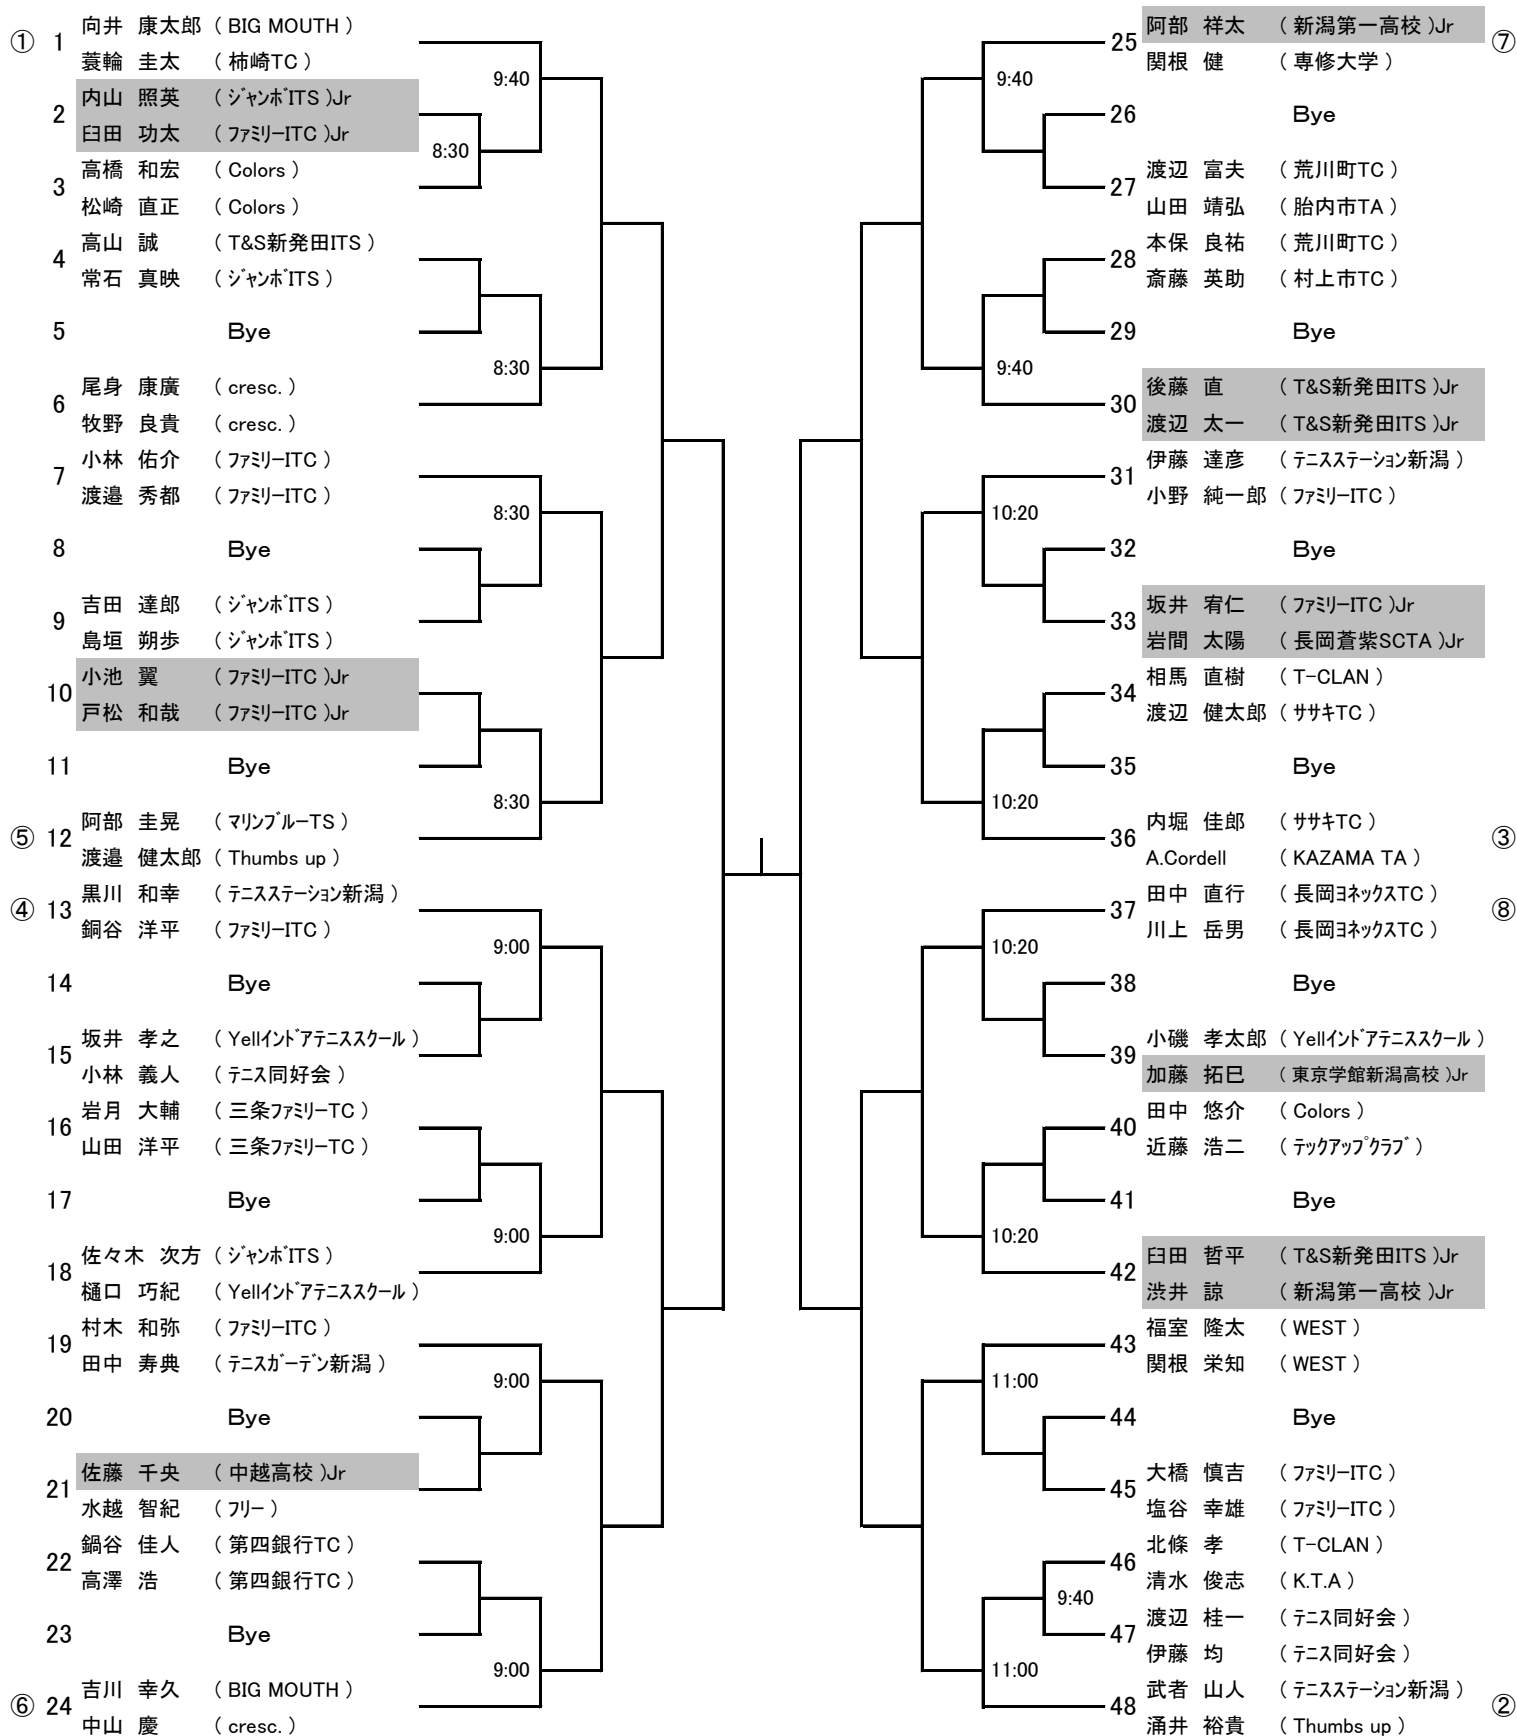 ① 1 向井 康太郎 ( BIG MOUTH )
蓑輪 圭太 ( 柿崎TC )
9:40
2 内山 照英 ( ジャンボITS )Jr
臼田 功太 ( ファミリーITC )Jr
8:30
3 高橋 和宏 ( Colors )
松崎 直正 ( Colors )
4 高山 誠 ( T&S新発田ITS )
常石 真映 ( ジャンボITS )
5 Bye
8:30
6 尾身 康廣 ( cresc. )
牧野 良貴 ( cresc. )
7 小林 佑介 ( ファミリーITC )
渡邉 秀都 ( ファミリーITC )
8:30
8 Bye
9 吉田 達郎 ( ジャンボITS )
島垣 朔歩 ( ジャンボITS )
10 小池 翼 ( ファミリーITC )Jr
戸松 和哉 ( ファミリーITC )Jr
11 Bye
8:30
⑤ 12 阿部 圭晃 ( マリンブルーTS )
渡邉 健太郎 ( Thumbs up )
④ 13 黒川 和幸 ( テニスステーション新潟 )
銅谷 洋平 ( ファミリーITC )
9:00
14 Bye
15 坂井 孝之 ( Yellインドアテニススクール )
小林 義人 ( テニス同好会 )
16 岩月 大輔 ( 三条ファミリーTC )
山田 洋平 ( 三条ファミリーTC )
17 Bye
9:00
18 佐々木 次方 ( ジャンボITS )
樋口 巧紀 ( Yellインドアテニススクール )
19 村木 和弥 ( ファミリーITC )
田中 寿典 ( テニスガーデン新潟 )
9:00
20 Bye
21 佐藤 千央 ( 中越高校 )Jr
水越 智紀 ( フリー )
22 鍋谷 佳人 ( 第四銀行TC )
高澤 浩 ( 第四銀行TC )
23 Bye
9:00
⑥ 24 吉川 幸久 ( BIG MOUTH )
中山 慶 ( cresc. )
25 阿部 祥太 ( 新潟第一高校 )Jr ⑦
関根 健 ( 専修大学 )
9:40
26 Bye
27 渡辺 富夫 ( 荒川町TC )
山田 靖弘 ( 胎内市TA )
28 本保 良祐 ( 荒川町TC )
斎藤 英助 ( 村上市TC )
29 Bye
9:40
30 後藤 直 ( T&S新発田ITS )Jr
渡辺 太一 ( T&S新発田ITS )Jr
31 伊藤 達彦 ( テニスステーション新潟 )
小野 純一郎 ( ファミリーITC )
10:20
32 Bye
33 坂井 宥仁 ( ファミリーITC )Jr
岩間 太陽 ( 長岡蒼紫SCTA )Jr
34 相馬 直樹 ( T-CLAN )
渡辺 健太郎 ( ササキTC )
35 Bye
10:20
36 内堀 佳郎 ( ササキTC ) ③
A.Cordell ( KAZAMA TA )
37 田中 直行 ( 長岡ヨネックスTC ) ⑧
川上 岳男 ( 長岡ヨネックスTC )
10:20
38 Bye
39 小磯 孝太郎 ( Yellインドアテニススクール )
加藤 拓巳 ( 東京学館新潟高校 )Jr
40 田中 悠介 ( Colors )
近藤 浩二 ( テックアップクラブ )
41 Bye
10:20
42 臼田 哲平 ( T&S新発田ITS )Jr
渋井 諒 ( 新潟第一高校 )Jr
43 福室 隆太 ( WEST )
関根 栄知 ( WEST )
11:00
44 Bye
45 大橋 慎吉 ( ファミリーITC )
塩谷 幸雄 ( ファミリーITC )
46 北條 孝 ( T-CLAN )
清水 俊志 ( K.T.A )
9:40
47 渡辺 桂一 ( テニス同好会 )
伊藤 均 ( テニス同好会 )
11:00
48 武者 山人 ( テニスステーション新潟 ) ②
涌井 裕貴 ( Thumbs up )